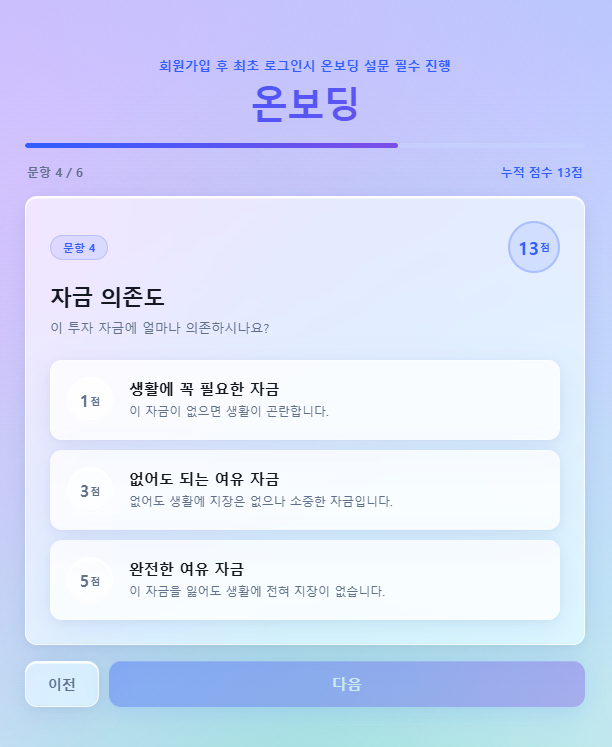 회원가입 후 최초 로그인시 온보딩 설문 필수 진행
온보딩
문항 4 / 6
누적 점수 13점
문항 4
13점
자금 의존도
이 투자 자금에 얼마나 의존하시나요?
1점
생활에 꼭 필요한 자금
이 자금이 없으면 생활이 곤란합니다.
3점
없어도 되는 여유 자금
없어도 생활에 지장은 없으나 소중한 자금입니다.
5점
완전한 여유 자금
이 자금을 잃어도 생활에 전혀 지장이 없습니다.
이전
다음